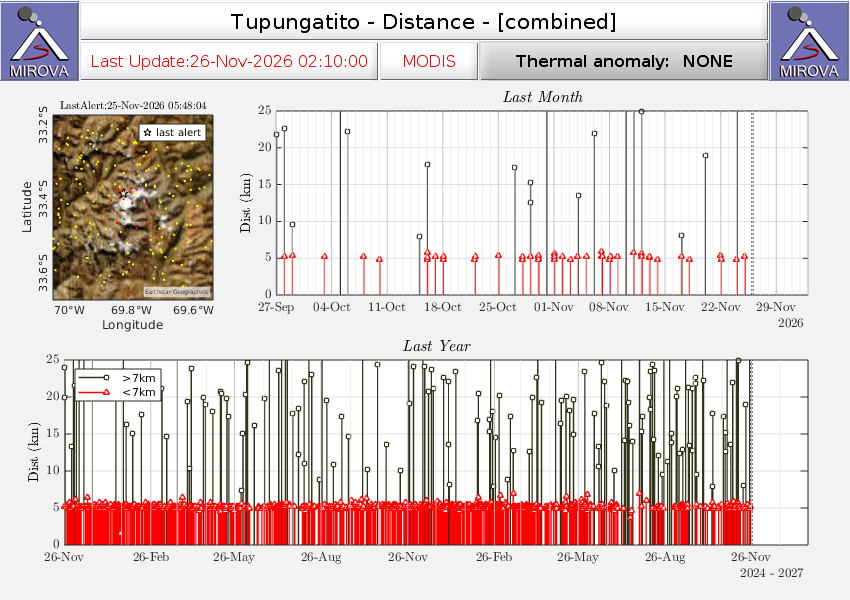 Tupungatito - Distance - [combined]
MIROVA
Last Update:26-Nov-2026 02:10:00
MODIS
Thermal anomaly: NONE
MIROVA
LastAlert:25-Nov-2026 05:48:04
last alert
33.2°S
33.4°S
33.6°S
Latitude
Earthstar Geographics
70°W
69.8°W
69.6°W
Longitude
Last Month
Dist (km)
25
20
15
10
5
0
27-Sep
04-Oct
11-Oct
18-Oct
25-Oct
01-Nov
08-Nov
15-Nov
22-Nov
29-Nov
2026
Last Year
Dist (km)
25
20
15
10
5
0
>7km
<7km
26-Nov
26-Feb
26-May
26-Aug
26-Nov
26-Feb
26-May
26-Aug
26-Nov
2024 - 2027